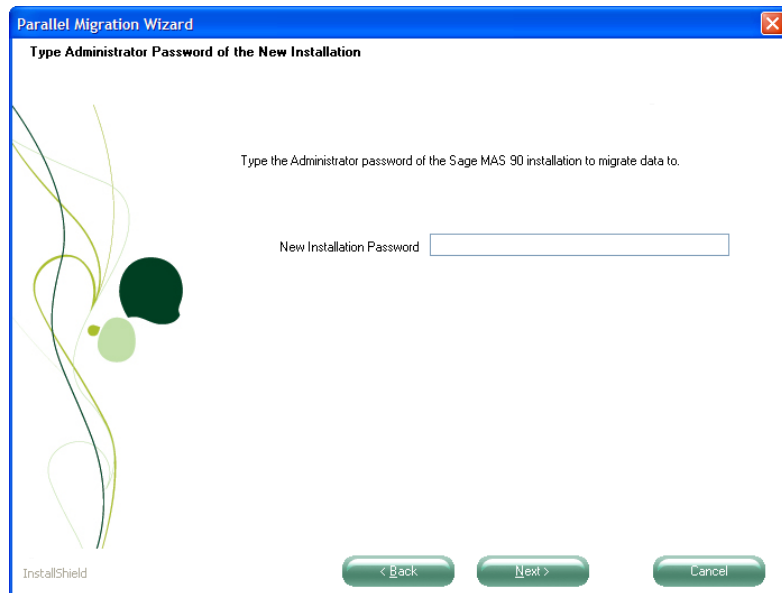 Parallel Migration Wizard
Type Administrator Password of the New Installation
Type the Administrator password of the Sage MAS 90 installation to migrate data to.
New Installation Password
InstallShield
< Back
Next >
Cancel